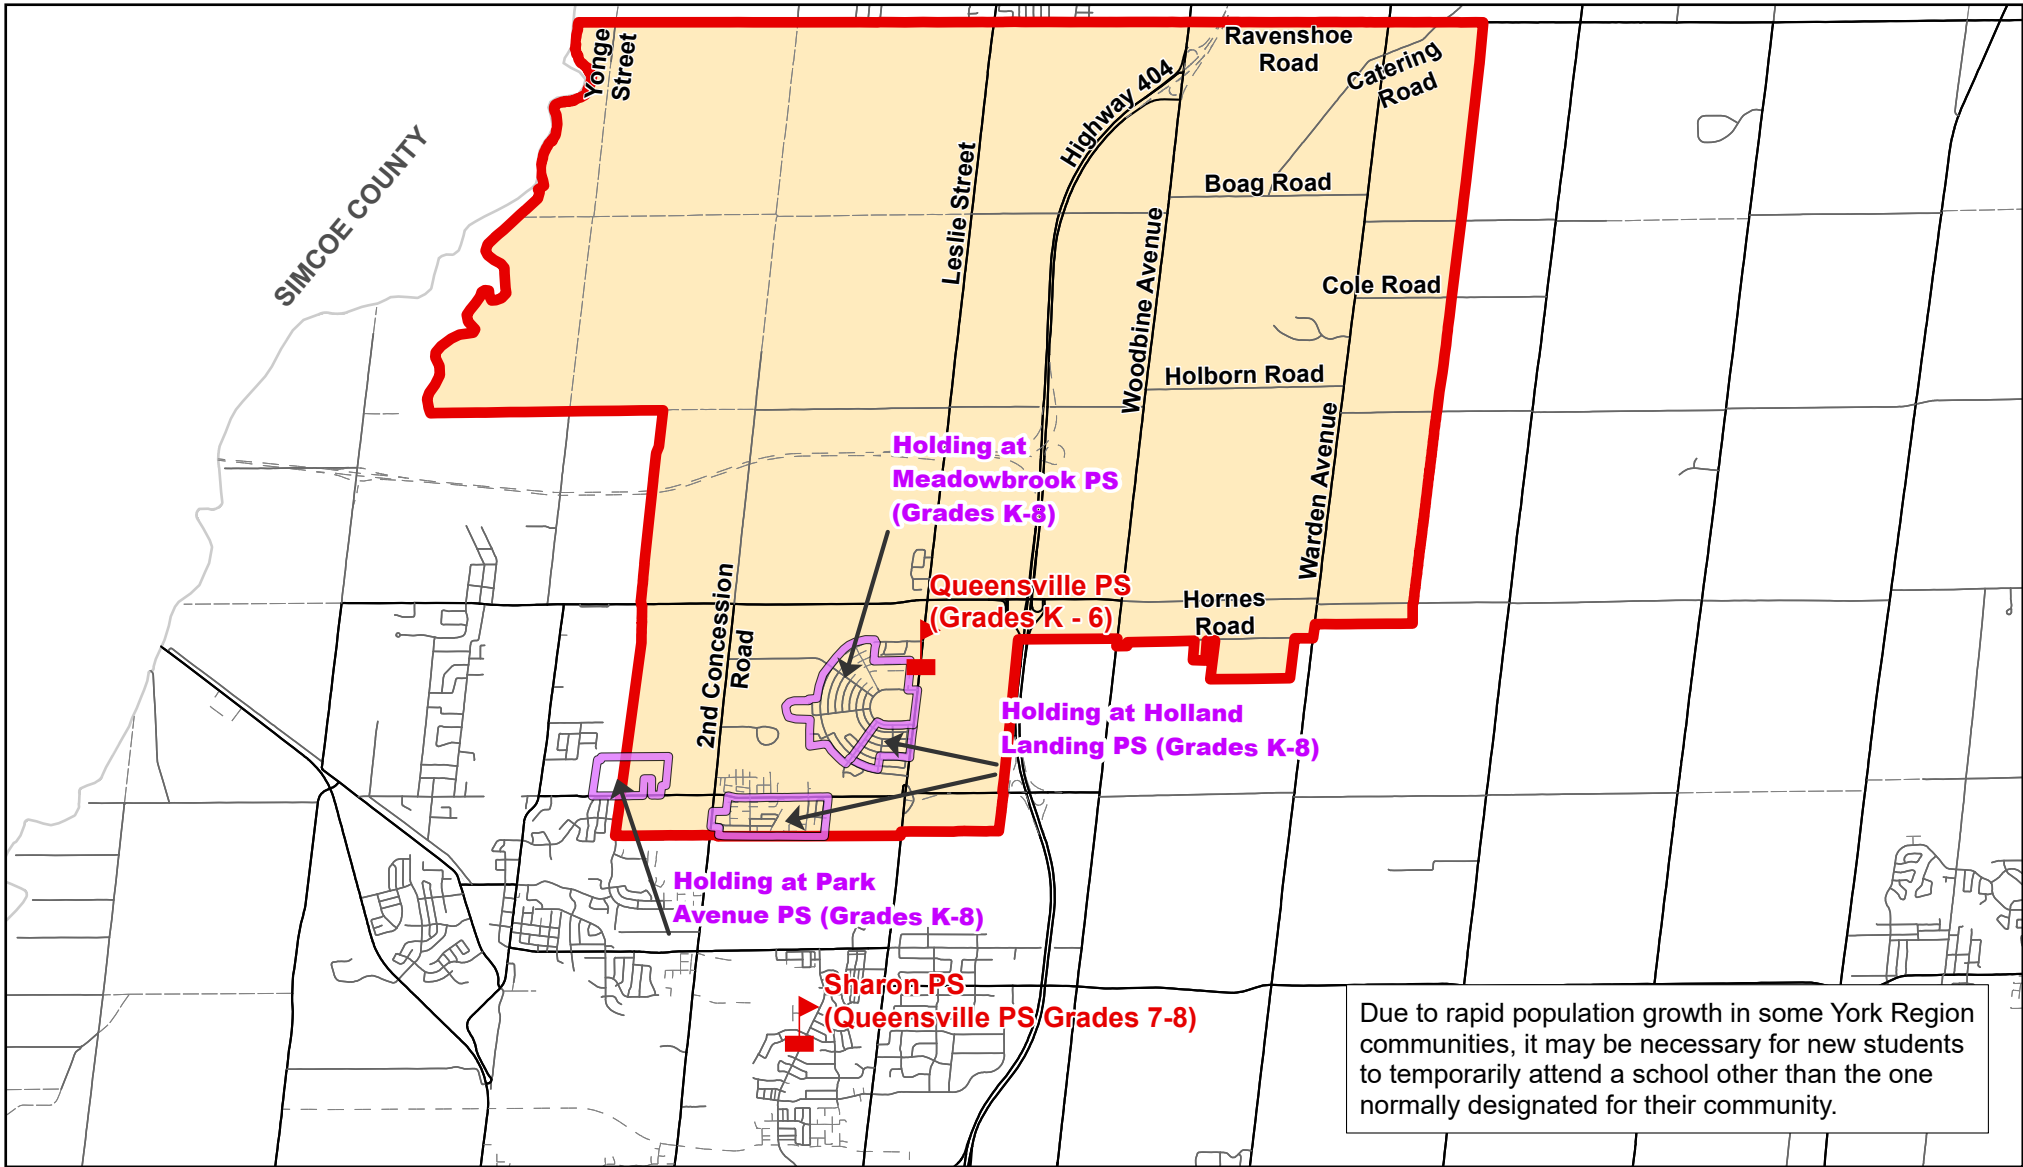 Yonge
Street
Ravenshoe
Road
Catering
Road
Highway 404
SIMCOE COUNTY
Leslie Street
Boag Road
Woodbine Avenue
Cole Road
Holborn Road
Warden Avenue
Holding at
Meadowbrook PS
(Grades K-8)
2nd Concession
Road
Queensville PS
(Grades K - 6)
Hornes
Road
Holding at Holland
Landing PS (Grades K-8)
Holding at Park
Avenue PS (Grades K-8)
Sharon PS
(Queensville PS Grades 7-8)
Due to rapid population growth in some York Region
communities, it may be necessary for new students
to temporarily attend a school other than the one
normally designated for their community.